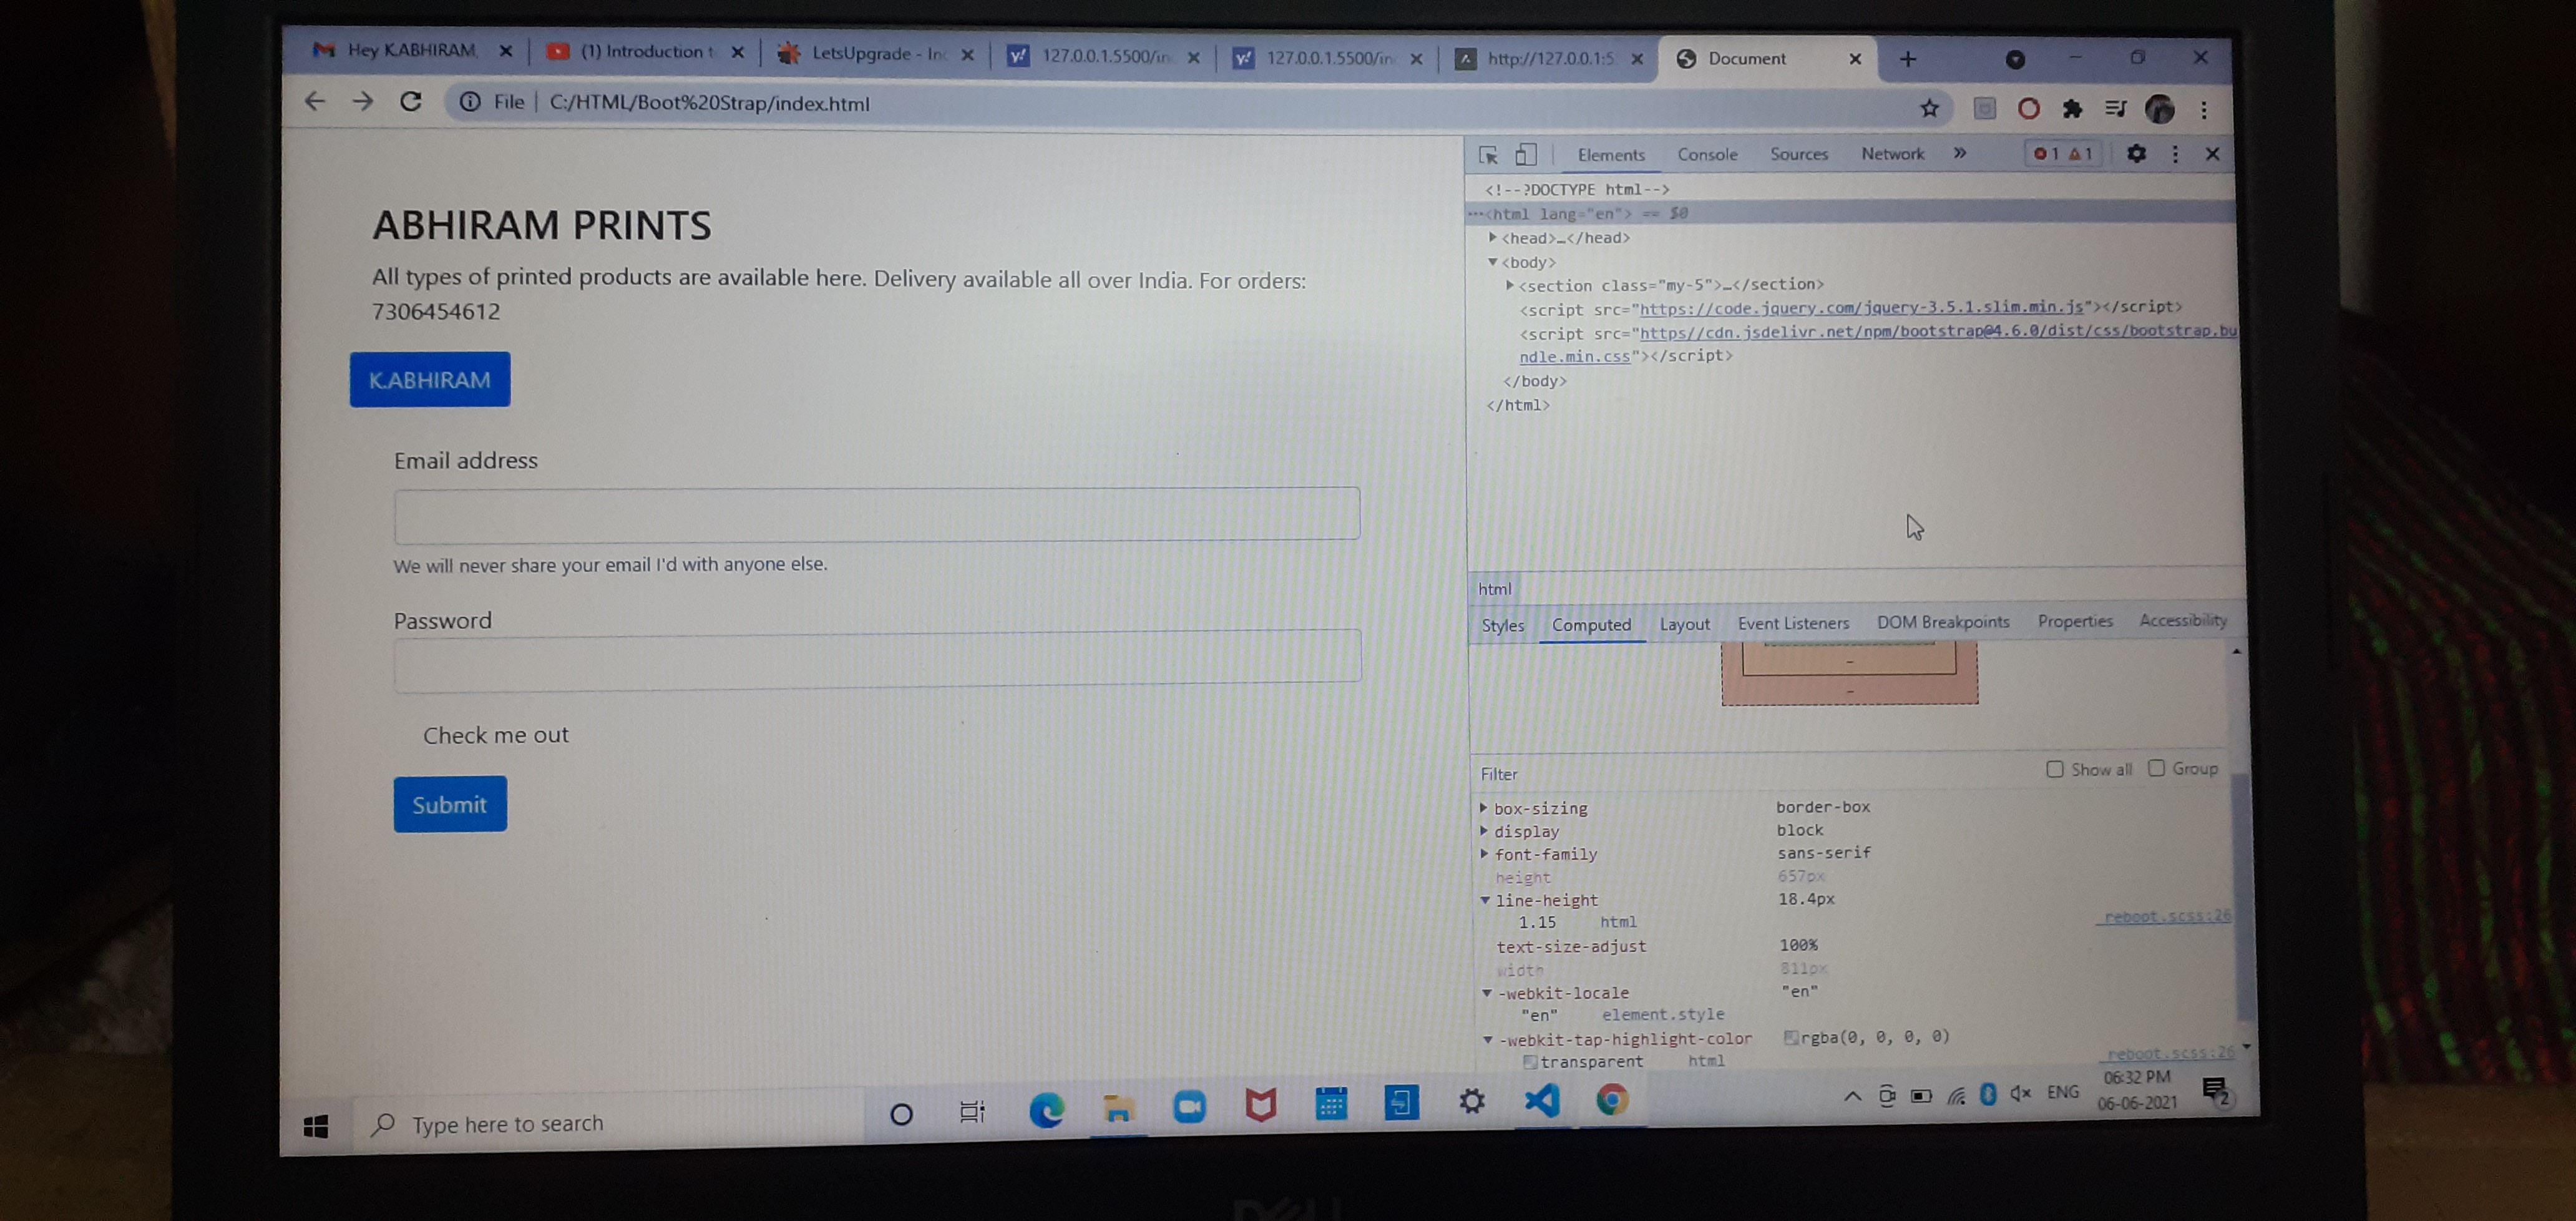 Hey K.ABHIRAM,
(1) Introduction t
LetsUpgrade - Inc
127.0.0.1.5500/in
127.0.0.1.5500/in
http://127.0.0.1:5
Document
File | C:/HTML/Boot%20Strap/index.html
ABHIRAM PRINTS
All types of printed products are available here. Delivery available all over India. For orders:
7306454612
K.ABHIRAM
Email address
We will never share your email I'd with anyone else.
Password
Check me out
Submit
Elements Console Sources Network » 1 1
<!--?DOCTYPE html-->
···<html lang="en"> == $0
<head>…</head>
<body>
<section class="my-5">…</section>
<script src="https://code.jquery.com/jquery-3.5.1.slim.min.js"></script>
<script src="https//cdn.jsdelivr.net/npm/bootstrap@4.6.0/dist/css/bootstrap.bu
ndle.min.css"></script>
</body>
</html>
html
Styles Computed Layout Event Listeners DOM Breakpoints Properties Accessibility
-
-
Filter Show all Group
box-sizing border-box
display block
font-family sans-serif
height 657px
line-height 18.4px
1.15 html _reboot.scss:26
text-size-adjust 100%
width 811px
-webkit-locale "en"
"en" element.style
-webkit-tap-highlight-color rgba(0, 0, 0, 0)
transparent html _reboot.scss:26
Type here to search
ENG
06:32 PM
06-06-2021
2
DELL